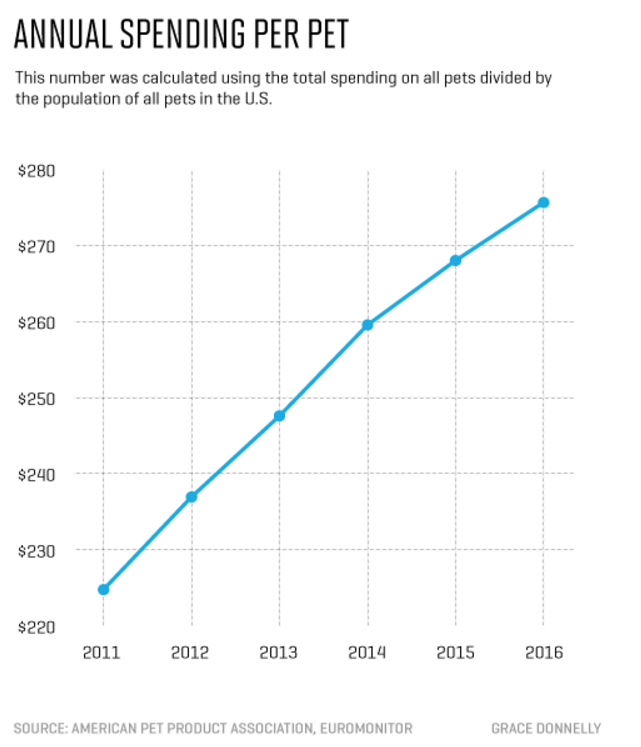 ANNUAL SPENDING PER PET
This number was calculated using the total spending on all pets divided by
the population of all pets in the U.S.
$280
$270
$260
$250
$240
$230
$220
2011 2012 2013 2014 2015 2016
SOURCE: AMERICAN PET PRODUCT ASSOCIATION, EUROMONITOR GRACE DONNELLY